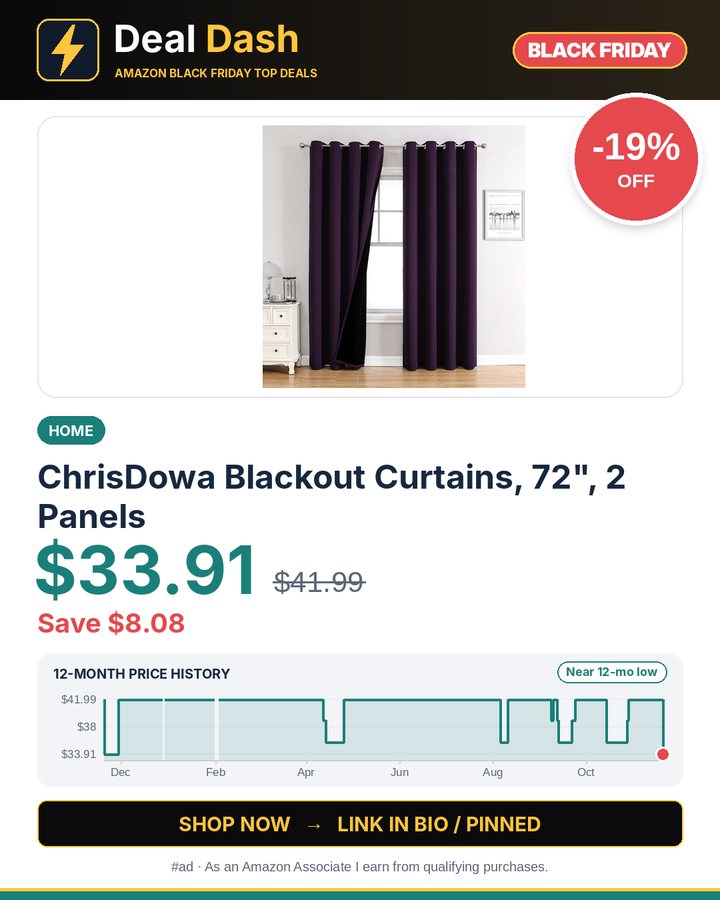 Deal Dash
AMAZON BLACK FRIDAY TOP DEALS
BLACK FRIDAY
-19%
OFF
HOME
ChrisDowa Blackout Curtains, 72", 2
Panels
$33.91 $41.99
Save $8.08
12-MONTH PRICE HISTORY
Near 12-mo low
$41.99
$38
$33.91
Dec Feb Apr Jun Aug Oct
SHOP NOW → LINK IN BIO / PINNED
#ad · As an Amazon Associate I earn from qualifying purchases.